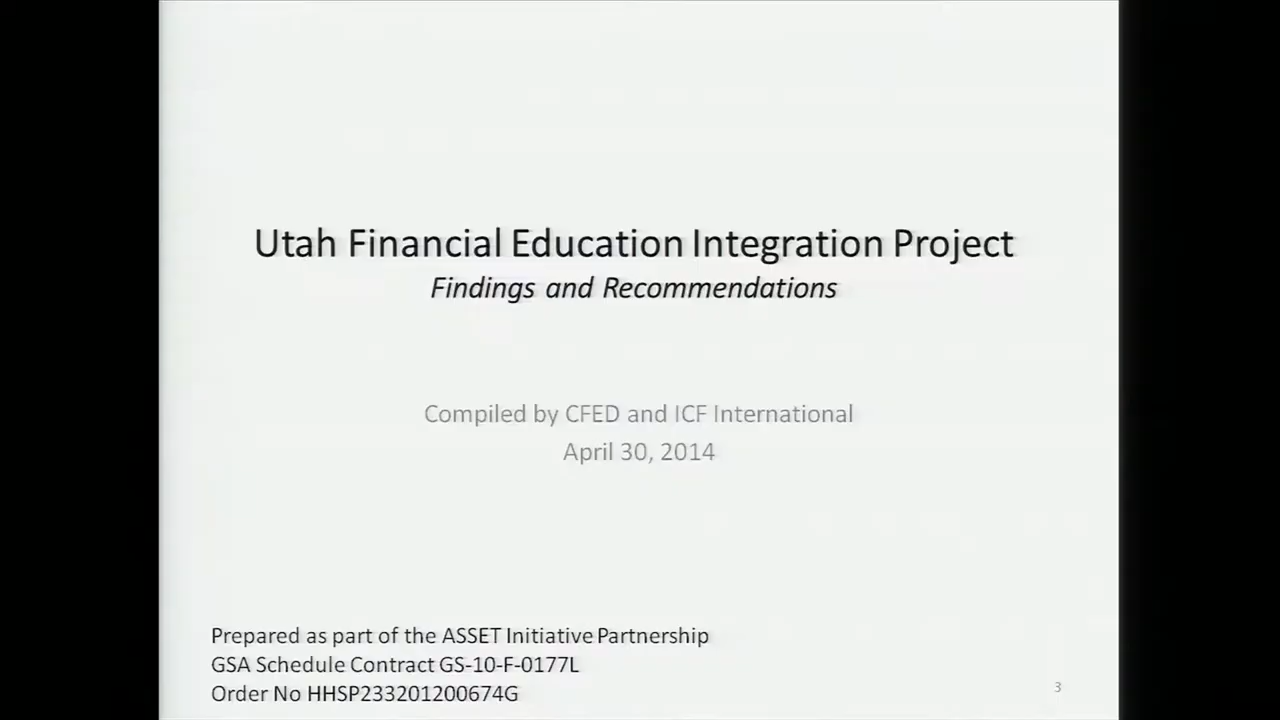 Utah Financial Education Integration Project
Findings and Recommendations
Compiled by CFED and ICF International
April 30, 2014
Prepared as part of the ASSET Initiative Partnership
GSA Schedule Contract GS-10-F-0177L
Order No HHSP233201200674G
3